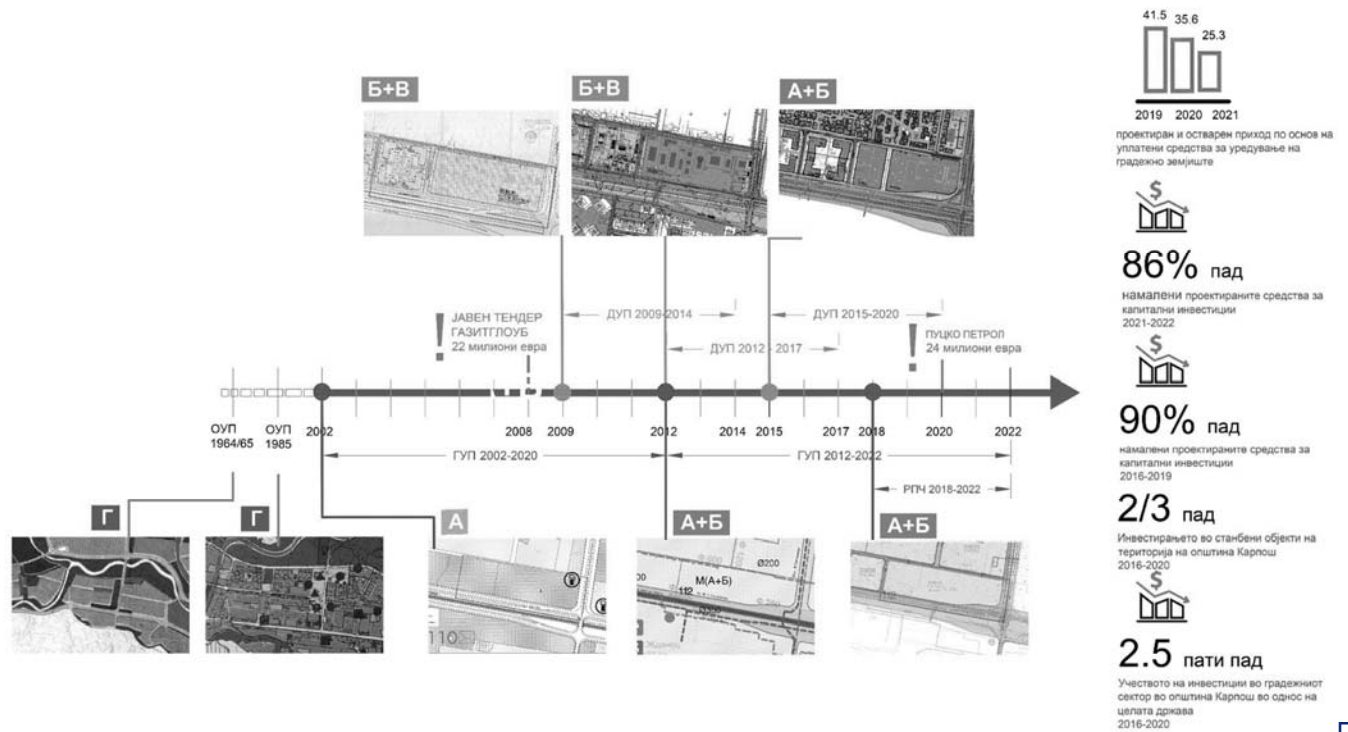 Б+В
Б+В
А+Б
ЈАВЕН ТЕНДЕР
ГАЗИТГЛОУБ
22 милиони евра
ДУП 2009-2014
ДУП 2015-2020
ДУП 2012 - 2017
ПУЦКО ПЕТРОЛ
24 милиони евра
ОУП
1964/65
ОУП
1985
2002
2008
2009
2012
2014
2015
2017
2018
2020
2022
ГУП 2002-2020
ГУП 2012-2022
РПЧ 2018-2022
Г
Г
А
А+Б
А+Б
110
Ø200
М(А+Б)
112
41.5
35.6
25.3
2019
2020
2021
проектиран и остварен приход по основ на
уплатени средства за уредување на
градежно земјиште
$
86% пад
намалени проектираните средства за
капитални инвестиции
2021-2022
$
90% пад
намалени проектираните средства за
капитални инвестиции
2016-2019
2/3 пад
Инвестирањето во станбени објекти на
територија на општина Карпош
2016-2020
$
2.5 пати пад
Учеството на инвестиции во градежниот
сектор во општина Карпош во однос на
целата држава
2016-2020